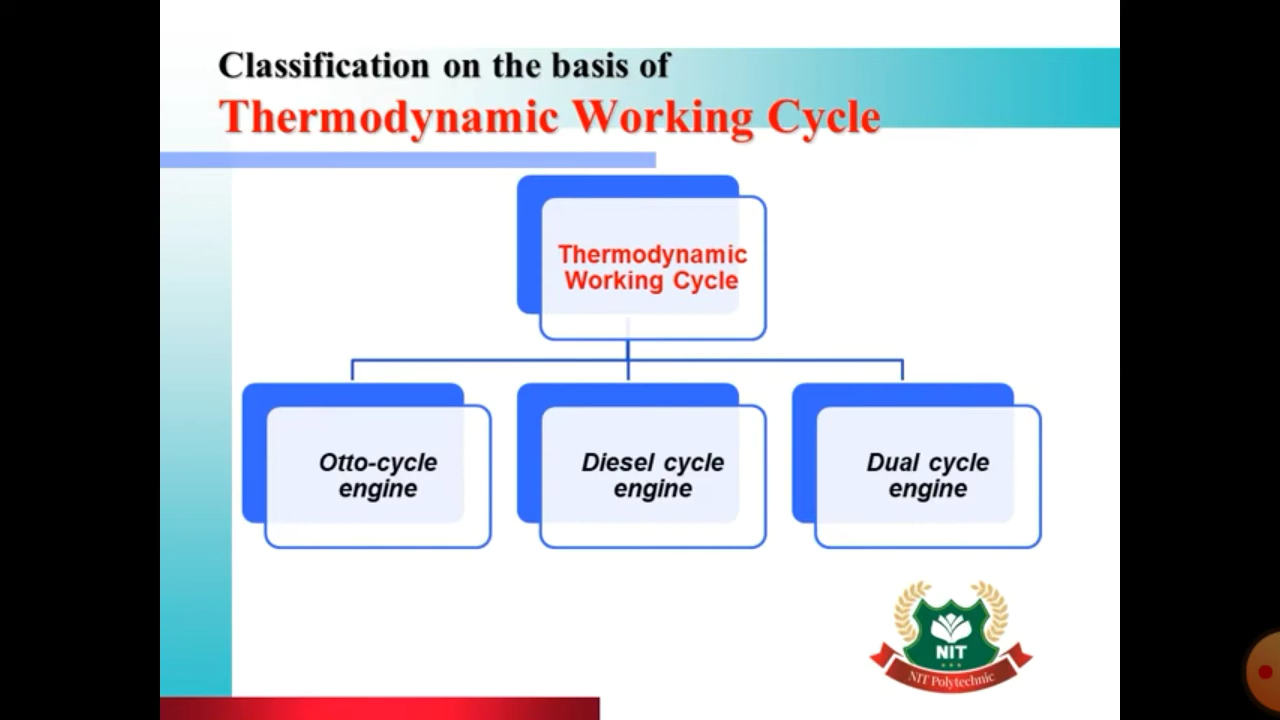 Classification on the basis of
Thermodynamic Working Cycle
Thermodynamic
Working Cycle
Otto-cycle
engine
Diesel cycle
engine
Dual cycle
engine
NIT
NIT Polytechnic